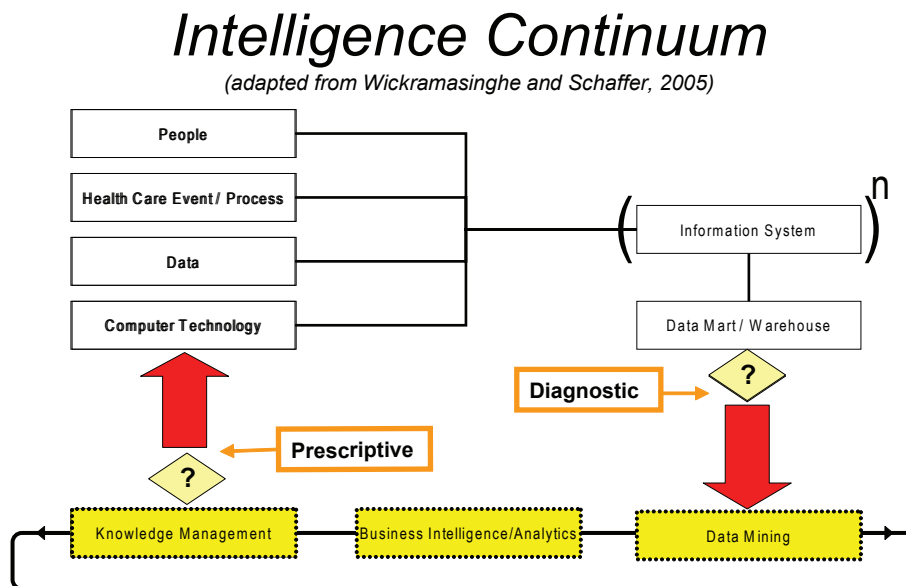 Intelligence Continuum
(adapted from Wickramasinghe and Schaffer, 2005)
People
Health Care Event / Process
Data
Computer Technology
( Information System )n
Data Mart / Warehouse
?
Diagnostic
Prescriptive
?
Knowledge Management
Business Intelligence/Analytics
Data Mining